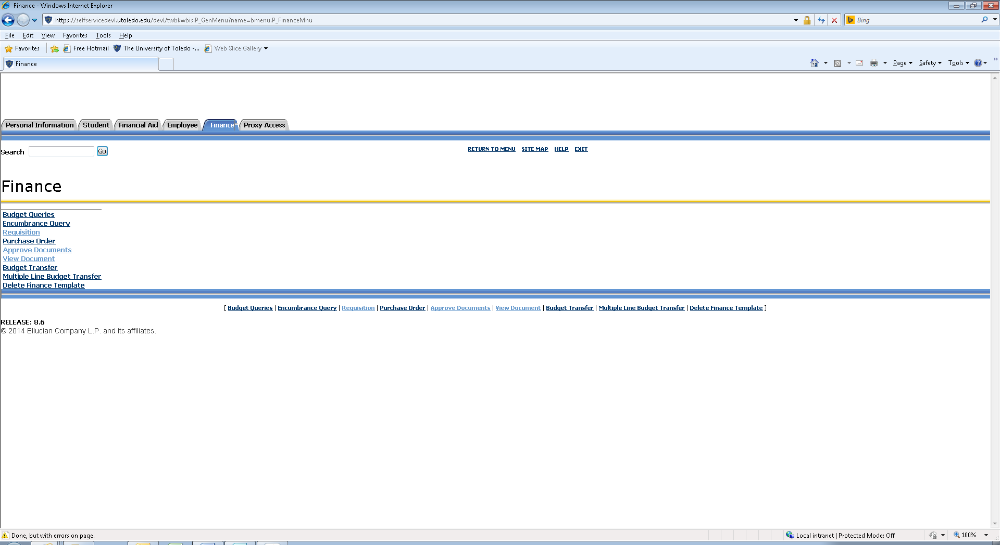 Finance - Windows Internet Explorer
https://selfservicedevl.utoledo.edu/devl/twbkwbis.P_GenMenu?name=bmenu.P_FinanceMnu
Bing
File Edit View Favorites Tools Help
Favorites Free Hotmail The University of Toledo -... Web Slice Gallery
Finance
Page Safety Tools
Personal Information Student Financial Aid Employee Finance Proxy Access
Search Go
RETURN TO MENU SITE MAP HELP EXIT
Finance
Budget Queries
Encumbrance Query
Requisition
Purchase Order
Approve Documents
View Document
Budget Transfer
Multiple Line Budget Transfer
Delete Finance Template
[ Budget Queries | Encumbrance Query | Requisition | Purchase Order | Approve Documents | View Document | Budget Transfer | Multiple Line Budget Transfer | Delete Finance Template ]
RELEASE: 8.6
© 2014 Ellucian Company L.P. and its affiliates.
Done, but with errors on page.
Local intranet | Protected Mode: Off
100%